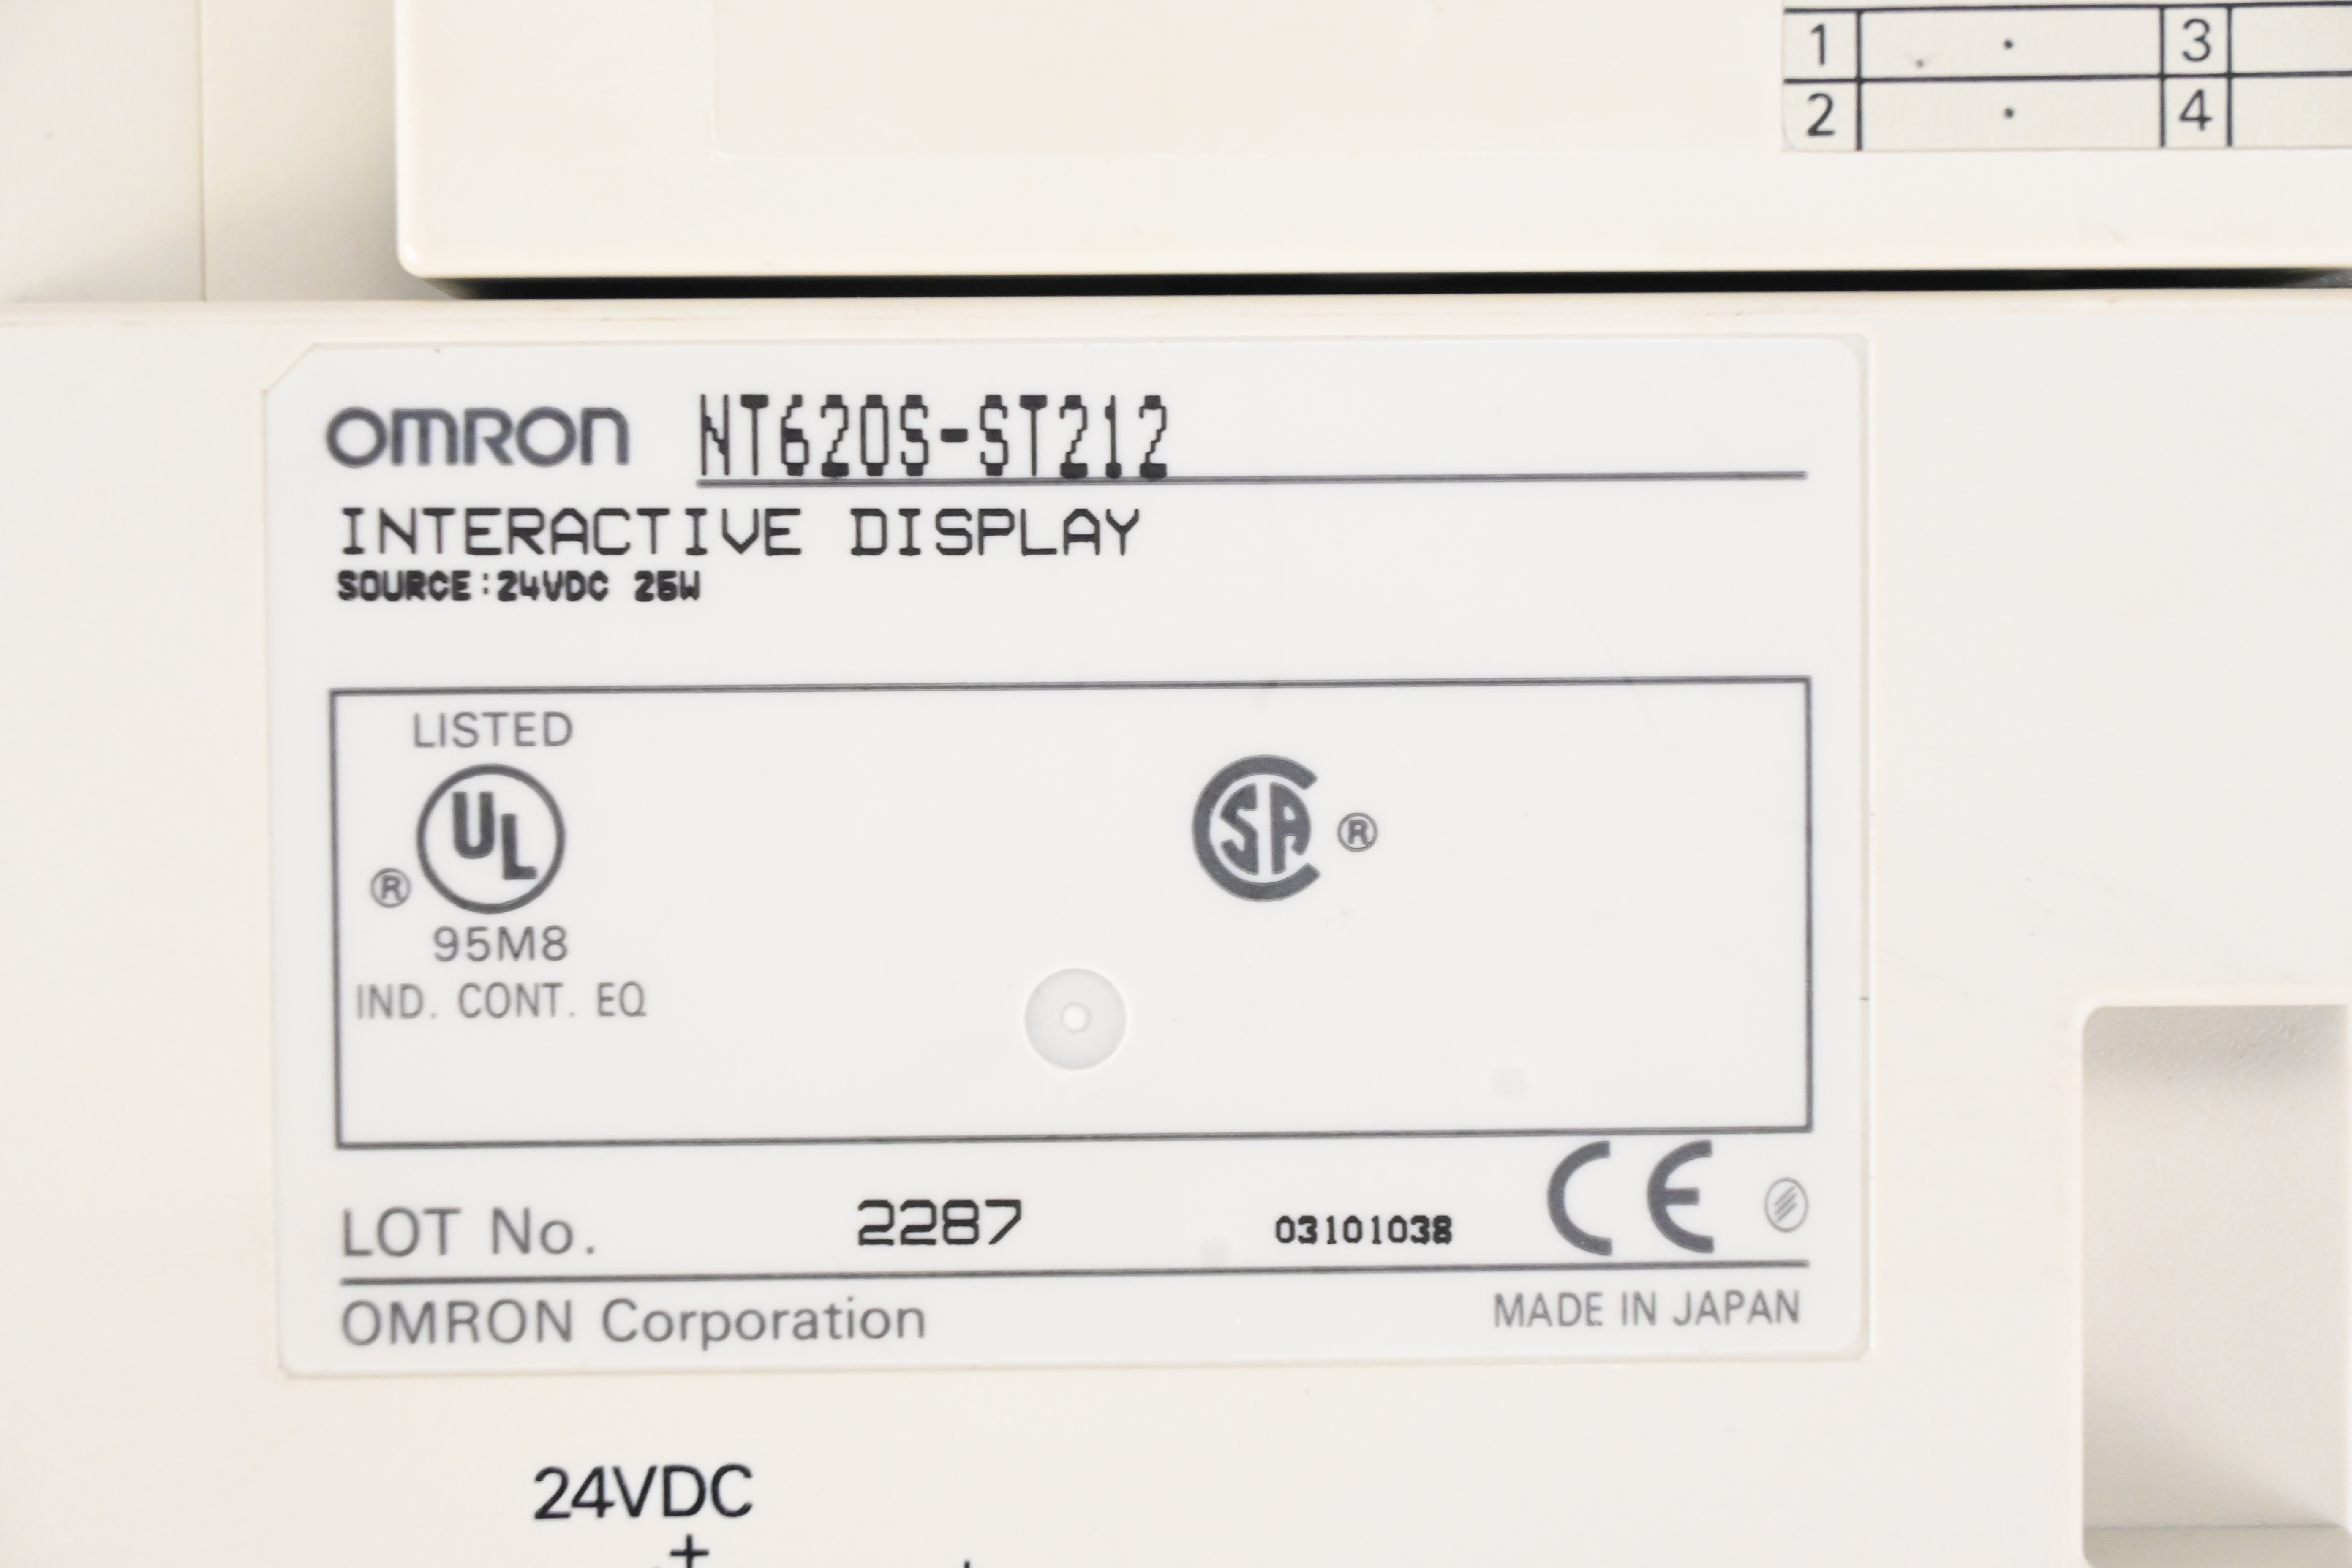 1 3
2 4
OMRON NT620S-ST212
INTERACTIVE DISPLAY
SOURCE:24VDC 25W
LISTED
UL
®
95M8
IND. CONT. EQ
CSA ®
LOT No. 2287 03101038 CE
OMRON Corporation MADE IN JAPAN
24VDC
+